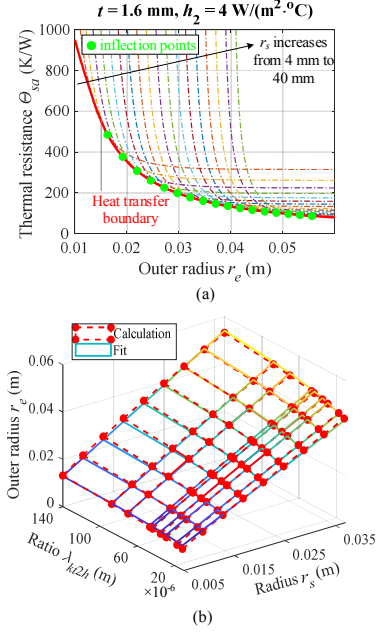 t = 1.6 mm, h2 = 4 W/(m²·°C)
Thermal resistance Θsa (K/W)
1000
800
600
400
200
0
inflection points
rs increases
from 4 mm to
40 mm
Heat transfer
boundary
0.01 0.02 0.03 0.04 0.05
Outer radius re (m)
(a)
Calculation
Fit
Outer radius re (m)
0.06
0.04
0.02
0
140
100
60
20
×10⁻⁶
Ratio λkt2h (m)
0.005
0.015
0.025
0.035
Radius rs (m)
(b)